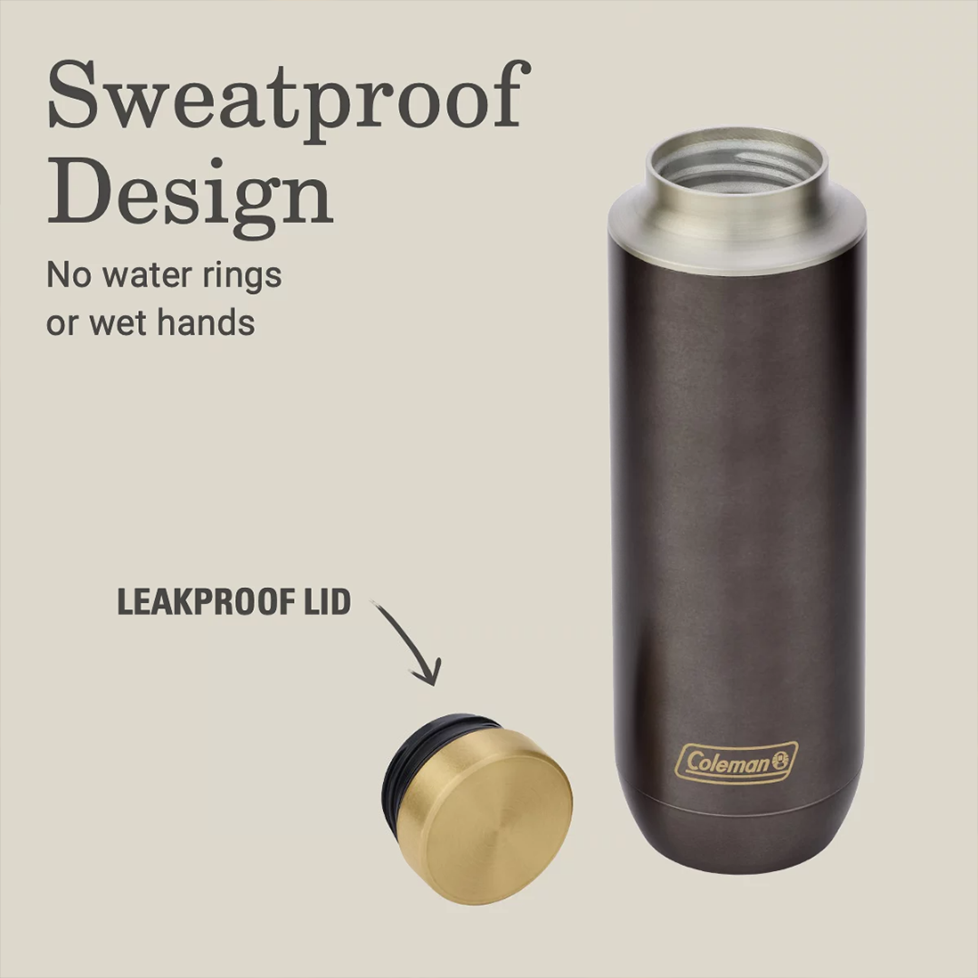 Sweatproof
Design
No water rings
or wet hands
LEAKPROOF LID
Coleman